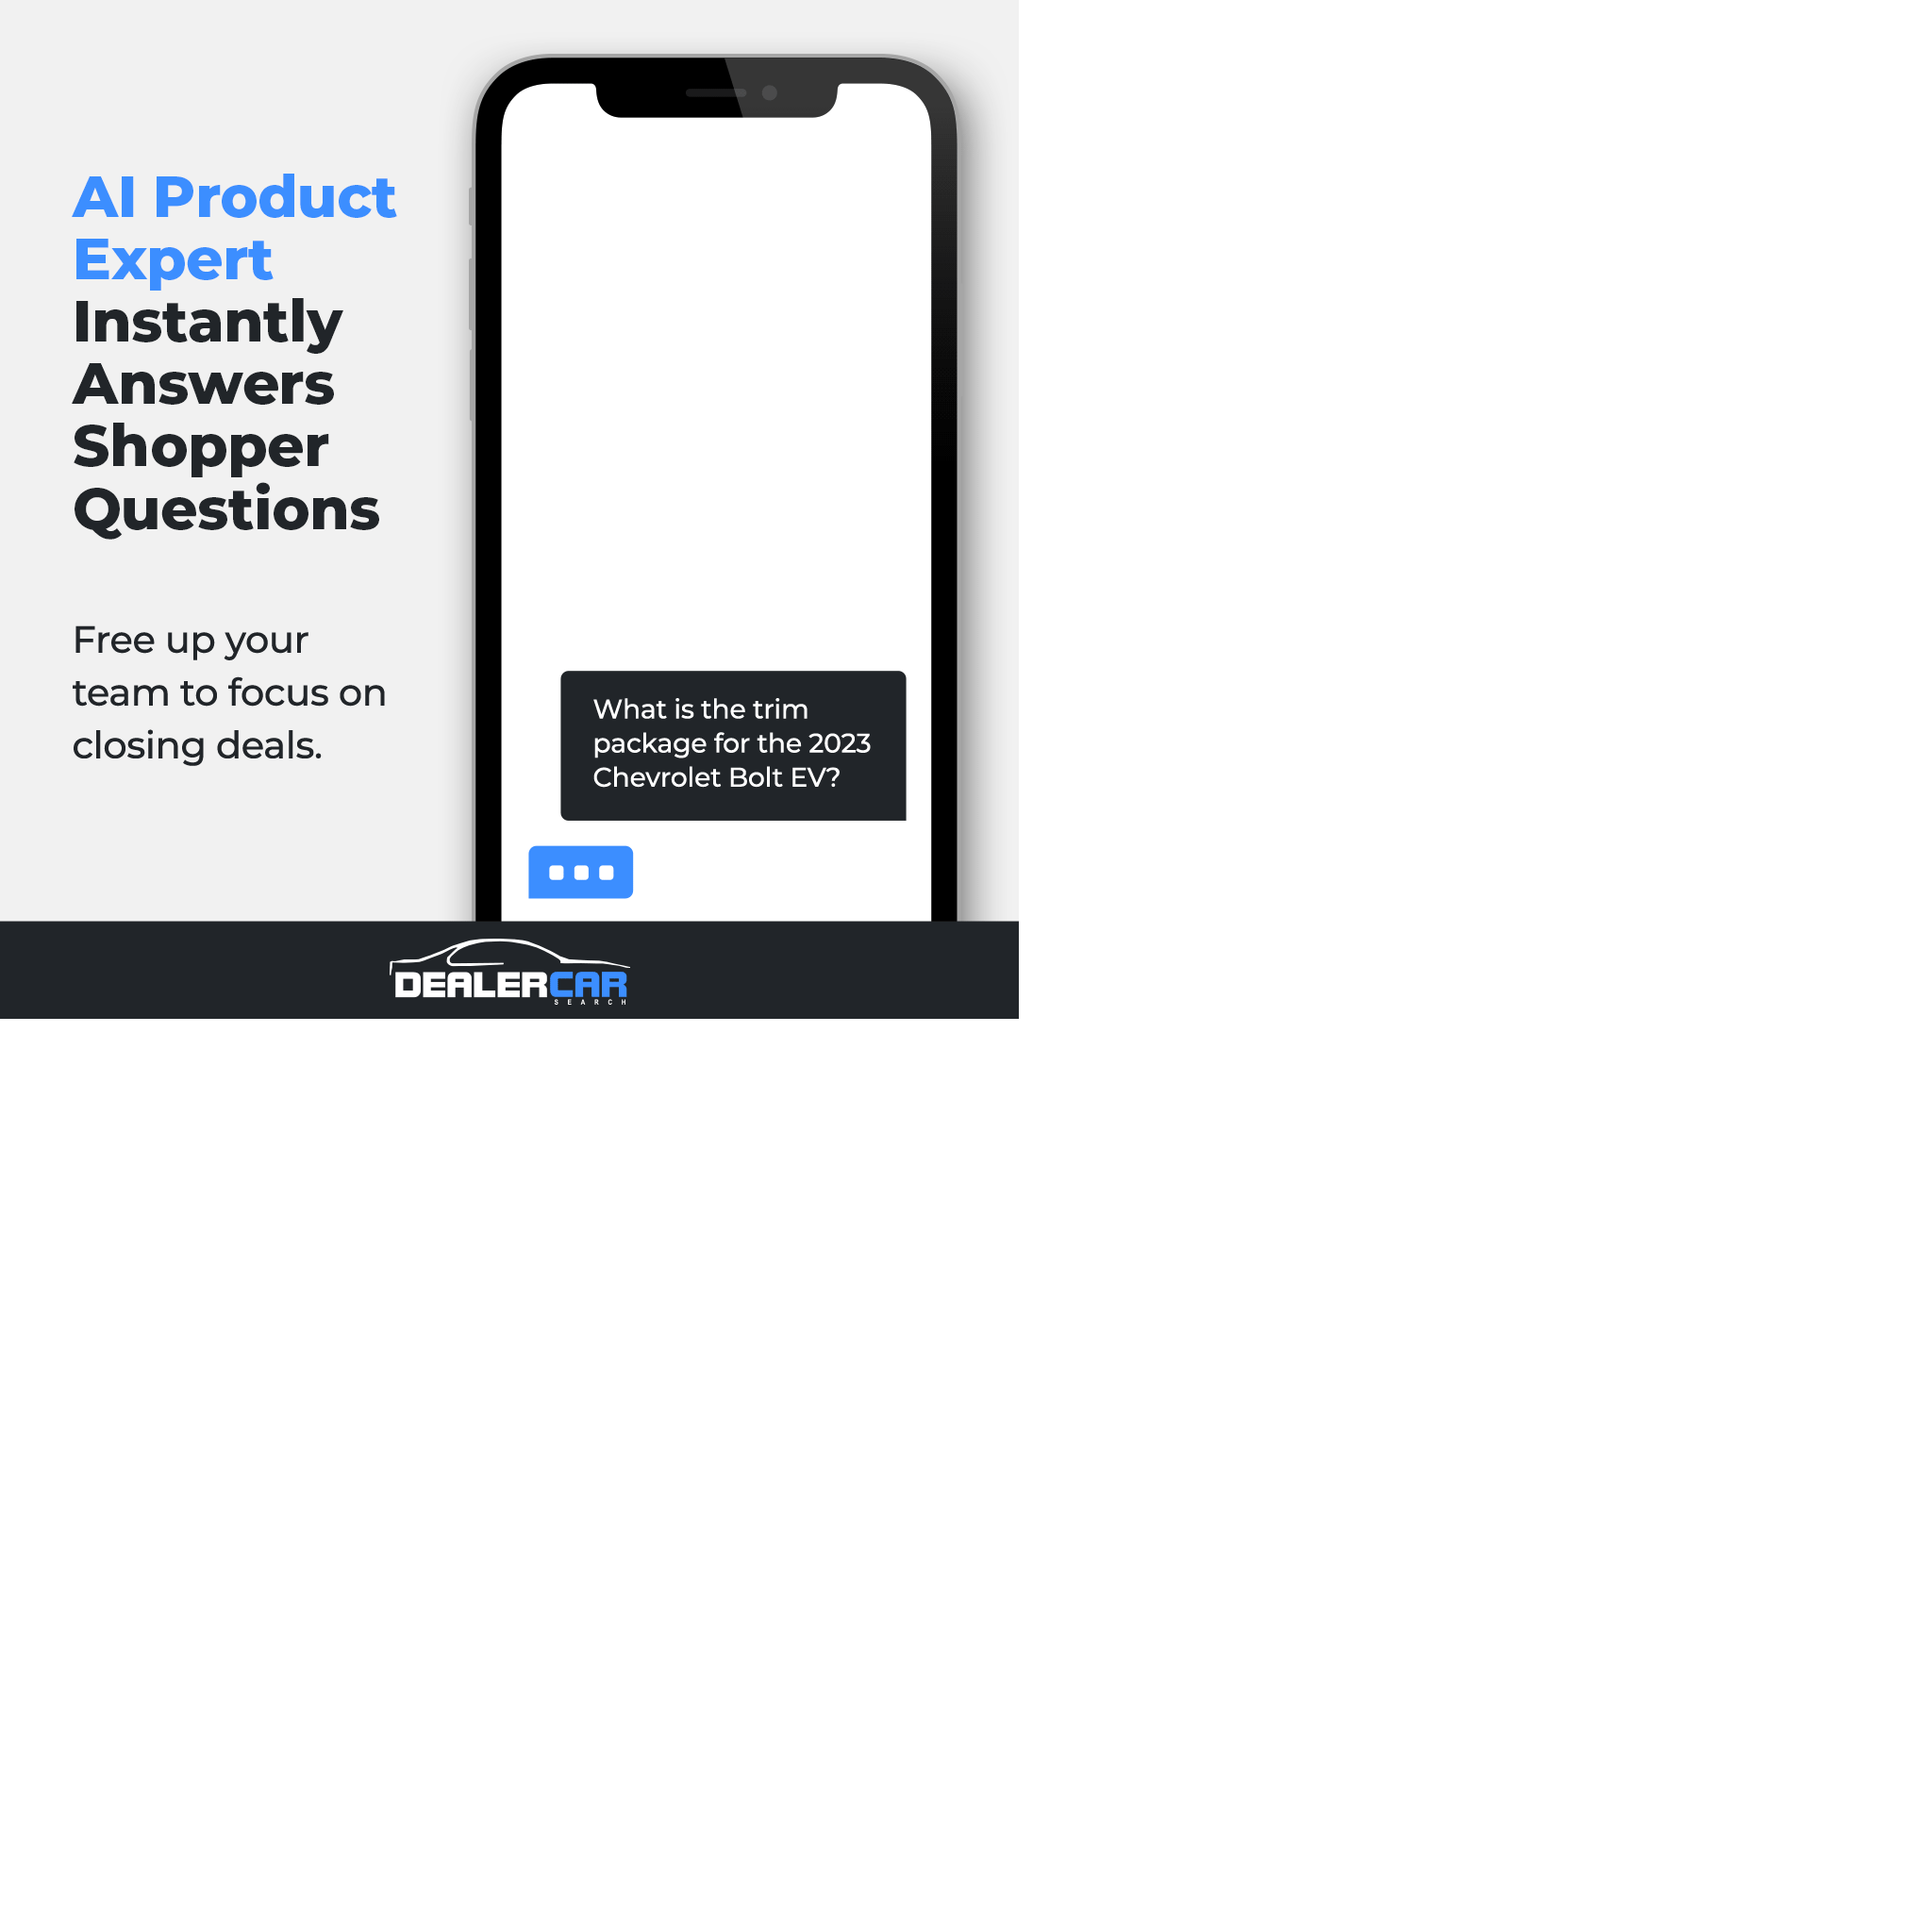 AI Product
Expert
Instantly
Answers
Shopper
Questions
Free up your
team to focus on
closing deals.
What is the trim
package for the 2023
Chevrolet Bolt EV?
DEALERCAR
SEARCH